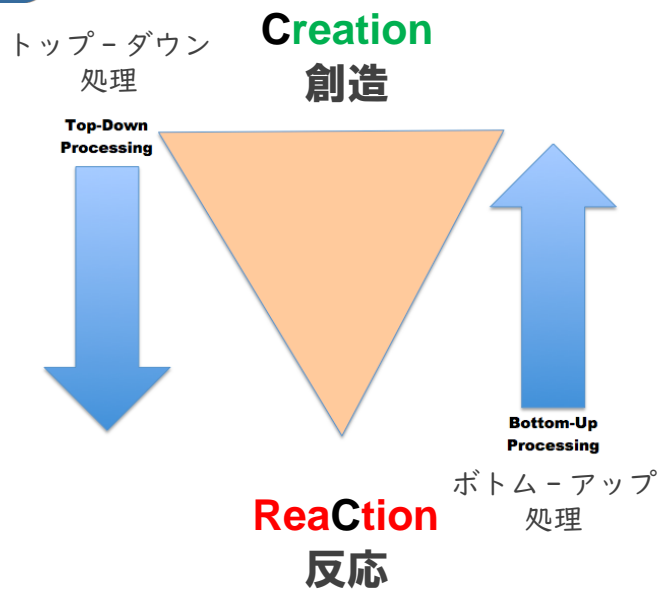 Creation
創造
トップ-ダウン
処理
Top-Down
Processing
Bottom-Up
Processing
ボトム-アップ
処理
ReaCtion
反応